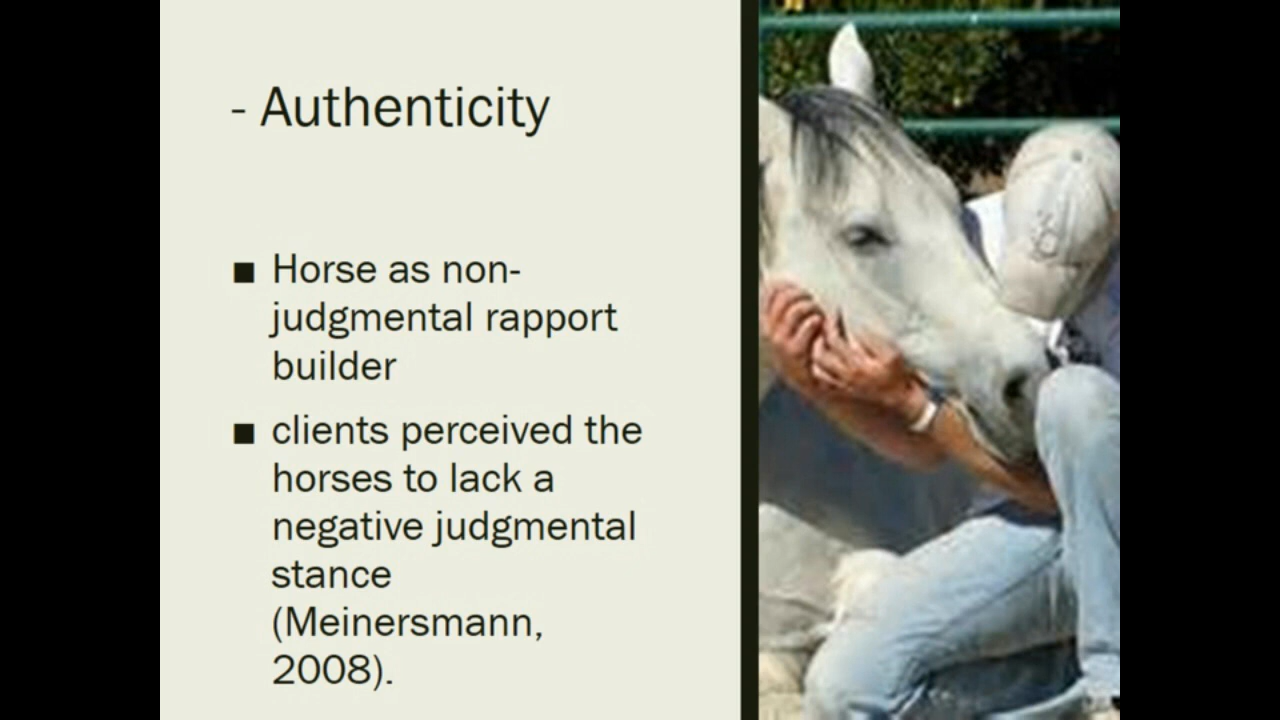 - Authenticity
■ Horse as non-
judgmental rapport
builder
■ clients perceived the
horses to lack a
negative judgmental
stance
(Meinersmann,
2008).